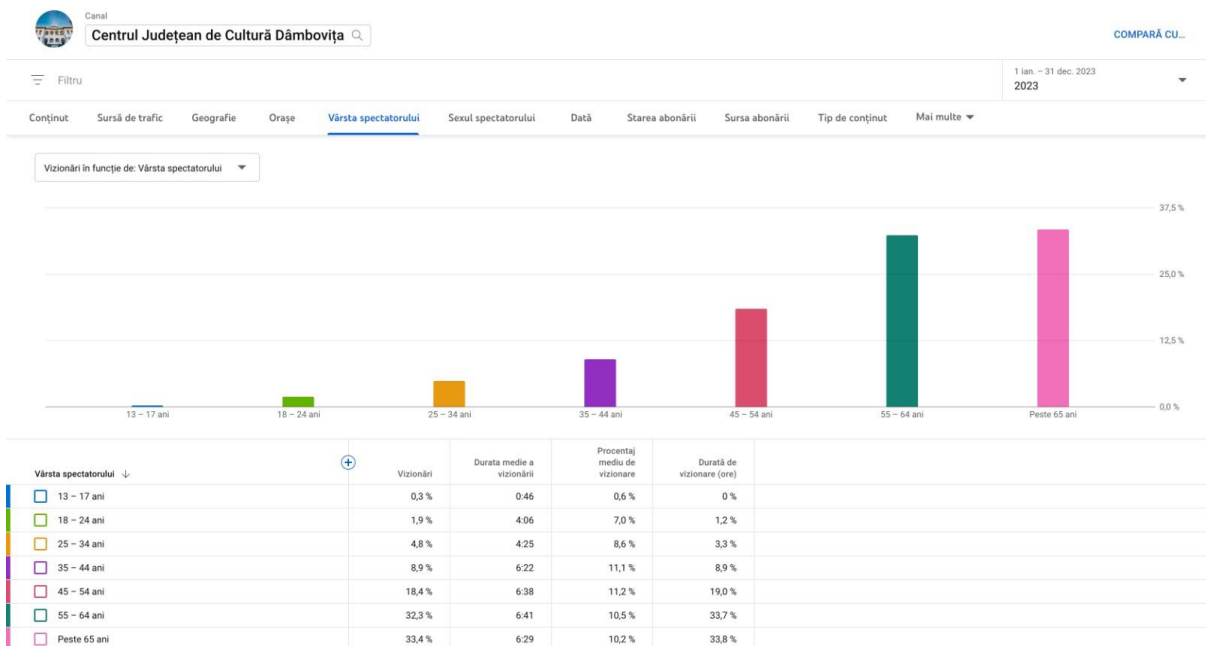 Canal
Centrul Județean de Cultură Dâmbovița
COMPARĂ CU...
Filtru
1 ian. – 31 dec. 2023
2023
Conținut Sursă de trafic Geografie Orașe Vârsta spectatorului Sexul spectatorului Dată Starea abonării Sursa abonării Tip de conținut Mai multe
Vizionări în funcție de: Vârsta spectatorului
37,5 %
25,0 %
12,5 %
0,0 %
13 – 17 ani 18 – 24 ani 25 – 34 ani 35 – 44 ani 45 – 54 ani 55 – 64 ani Peste 65 ani
Vârsta spectatorului
Vizionări
Durata medie a
vizionării
Procentaj
mediu de
vizionare
Durată de
vizionare (ore)
13 – 17 ani 0,3 % 0:46 0,6 % 0 %
18 – 24 ani 1,9 % 4:06 7,0 % 1,2 %
25 – 34 ani 4,8 % 4:25 8,6 % 3,3 %
35 – 44 ani 8,9 % 6:22 11,1 % 8,9 %
45 – 54 ani 18,4 % 6:38 11,2 % 19,0 %
55 – 64 ani 32,3 % 6:41 10,5 % 33,7 %
Peste 65 ani 33,4 % 6:29 10,2 % 33,8 %